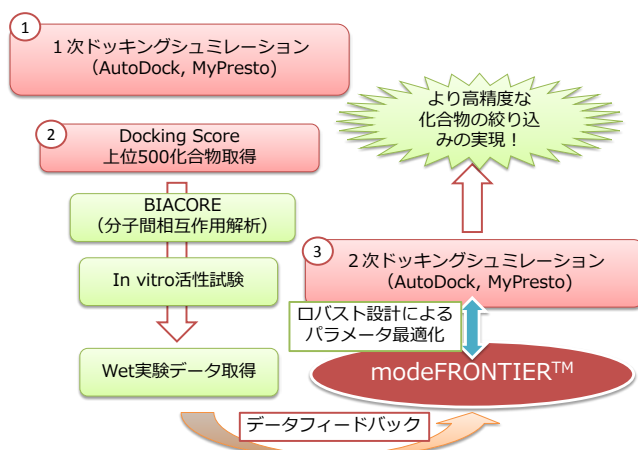 1
1次ドッキングシュミレーション
（AutoDock, MyPresto)
2
Docking Score
上位500化合物取得
BIACORE
（分子間相互作用解析）
In vitro活性試験
Wet実験データ取得
データフィードバック
modeFRONTIER™
ロバスト設計による
パラメータ最適化
3
２次ドッキングシュミレーション
（AutoDock, MyPresto)
より高精度な
化合物の絞り込
みの実現！